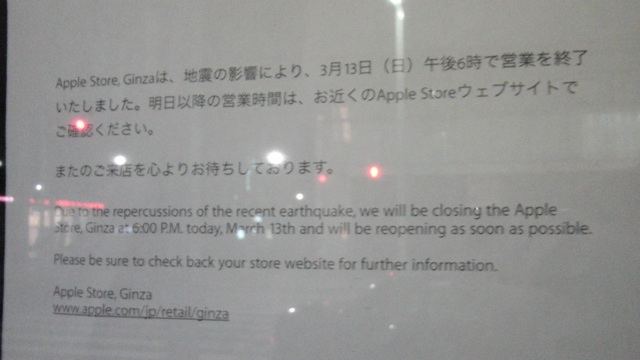 Apple Store, Ginzaは、地震の影響により、3月13日（日）午後6時で営業を終了
いたしました。明日以降の営業時間は、お近くのApple Storeウェブサイトで
ご確認ください。
またのご来店を心よりお待ちしております。
Due to the repercussions of the recent earthquake, we will be closing the Apple
Store, Ginza at 6:00 P.M. today, March 13th and will be reopening as soon as possible.
Please be sure to check back your store website for further information.
Apple Store, Ginza
www.apple.com/jp/retail/ginza